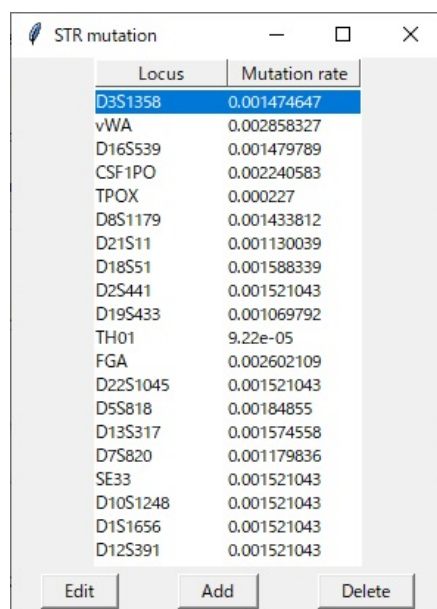 STR mutation
Locus Mutation rate
D3S1358 0.001474647
vWA 0.002858327
D16S539 0.001479789
CSF1PO 0.002240583
TPOX 0.000227
D8S1179 0.001433812
D21S11 0.001130039
D18S51 0.001588339
D2S441 0.001521043
D19S433 0.001069792
TH01 9.22e-05
FGA 0.002602109
D22S1045 0.001521043
D5S818 0.00184855
D13S317 0.001574558
D7S820 0.001179836
SE33 0.001521043
D10S1248 0.001521043
D1S1656 0.001521043
D12S391 0.001521043
Edit Add Delete